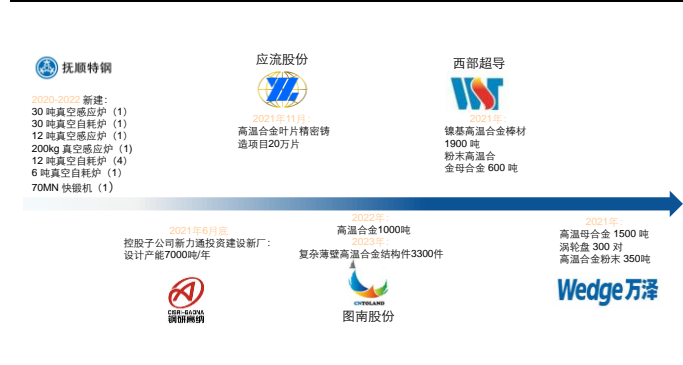 抚顺特钢
2020-2022 新建：
30 吨真空感应炉（1）
30 吨真空自耗炉（1）
12 吨真空感应炉（1）
200kg 真空感应炉（1)
12 吨真空自耗炉（4）
6 吨真空自耗炉（1）
70MN 快锻机（1）
应流股份
2021年11月：
高温合金叶片精密铸
造项目20万片
西部超导
2021年：
镍基高温合金棒材
1900 吨
粉末高温合
金母合金 600 吨
2021年6月底
控股子公司新力通投资建设新厂：
设计产能7000吨/年
CISRI-GAONA
钢研高纳
2022年：
高温合金1000吨
2023年：
复杂薄壁高温合金结构件3300件
CNTOLAND
图南股份
2021年：
高温母合金 1500 吨
涡轮盘 300 对
高温合金粉末 350吨
Wedge万泽